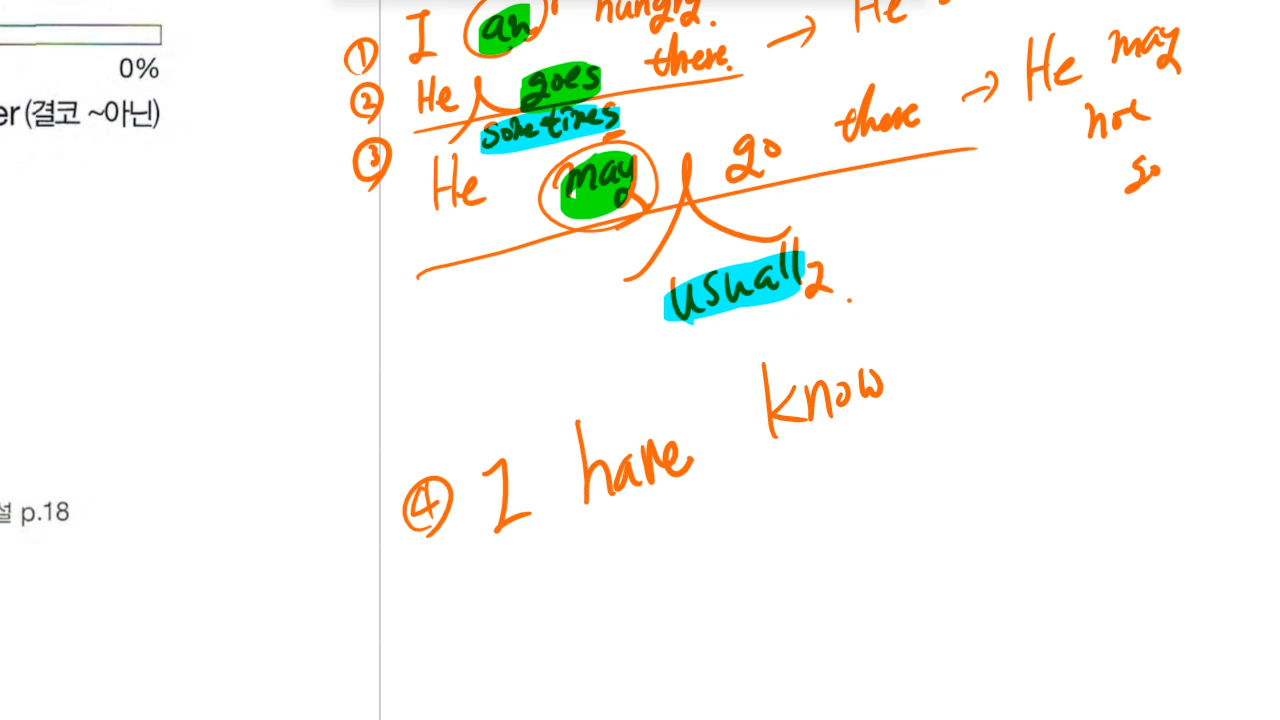 0%
er (결코 ~아닌)
설 p.18
① I am hungry. → He
② He goes there.
sometimes
③ He may go there → He may not go
usually.
④ I have know